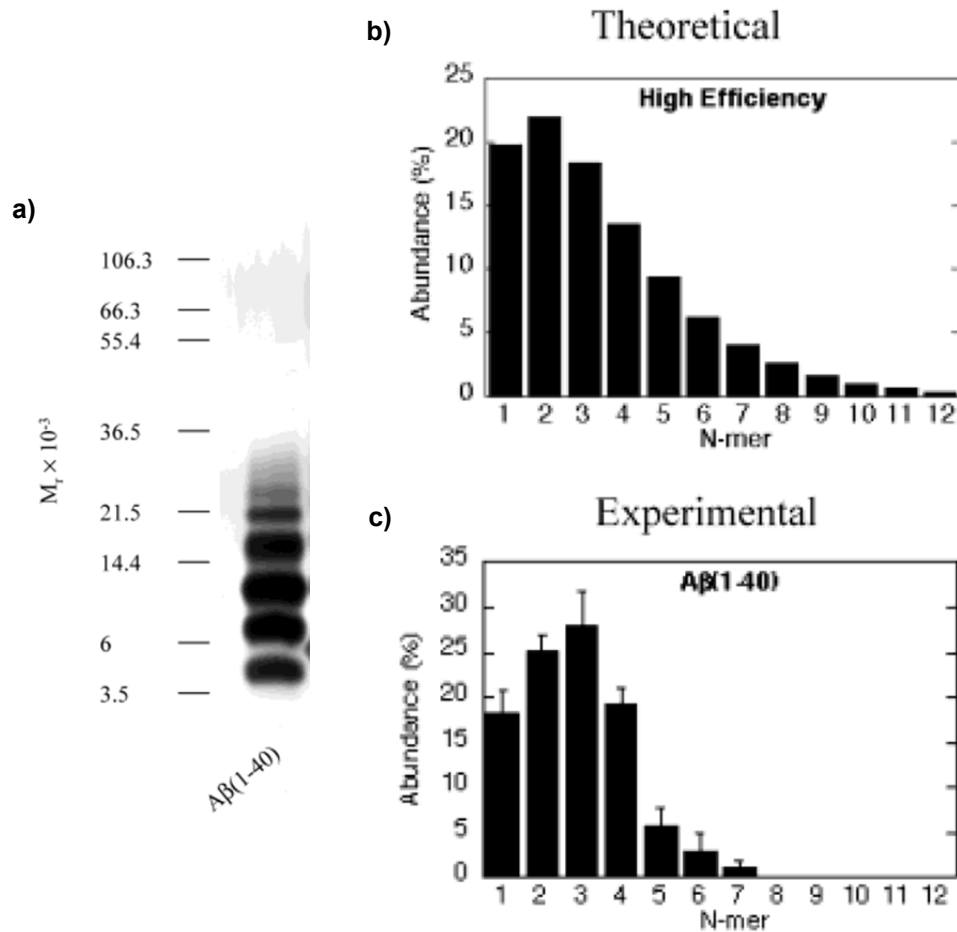 a)
106.3
66.3
55.4
36.5
21.5
14.4
6
3.5
Mᵣ × 10⁻³
Aβ(1-40)
b)
Theoretical
High Efficiency
Abundance (%)
25
20
15
10
5
0
1 2 3 4 5 6 7 8 9 10 11 12
N-mer
c)
Experimental
Aβ(1-40)
Abundance (%)
35
30
25
20
15
10
5
0
1 2 3 4 5 6 7 8 9 10 11 12
N-mer